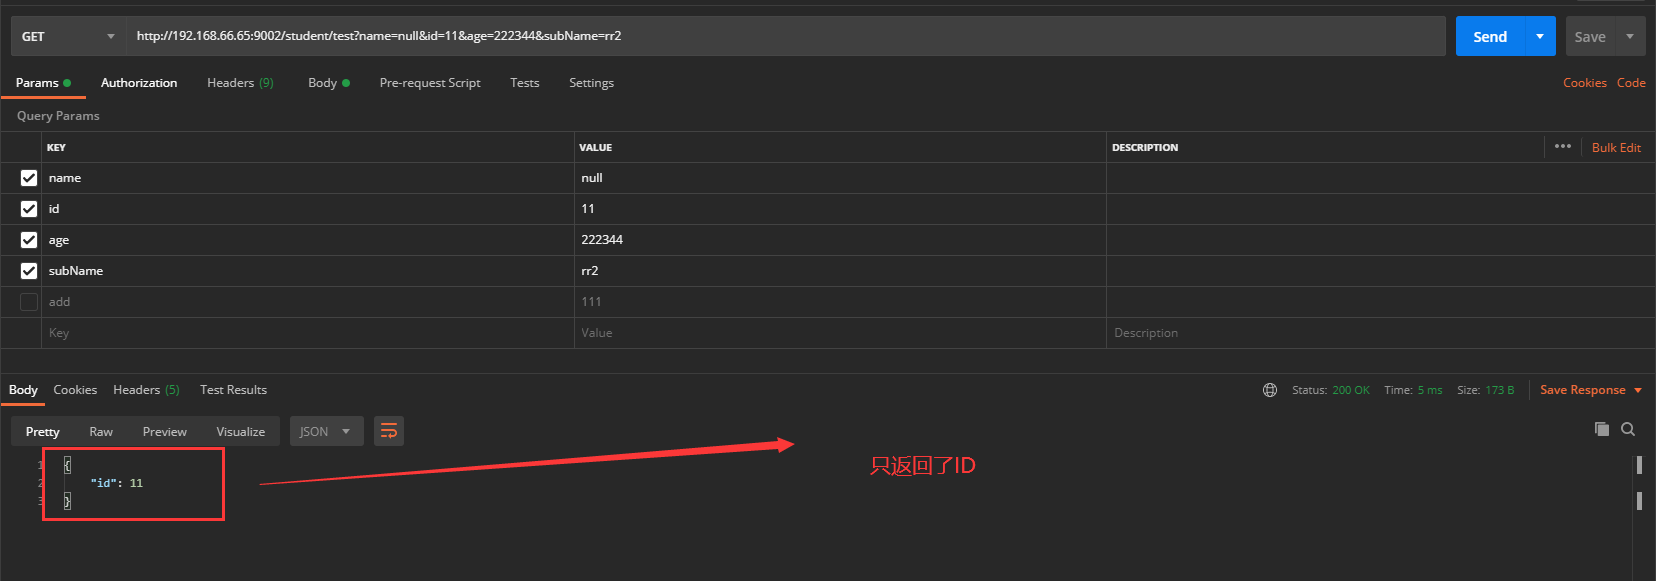 GET http://192.168.66.65:9002/student/test?name=null&id=11&age=222344&subName=rr2 Send Save
Params Authorization Headers (9) Body Pre-request Script Tests Settings Cookies Code
Query Params
KEY VALUE DESCRIPTION ••• Bulk Edit
name null
id 11
age 222344
subName rr2
add 111
Key Value Description
Body Cookies Headers (5) Test Results Status: 200 OK Time: 5 ms Size: 173 B Save Response
Pretty Raw Preview Visualize JSON
1 {
2 "id": 11
3 }
只返回了ID